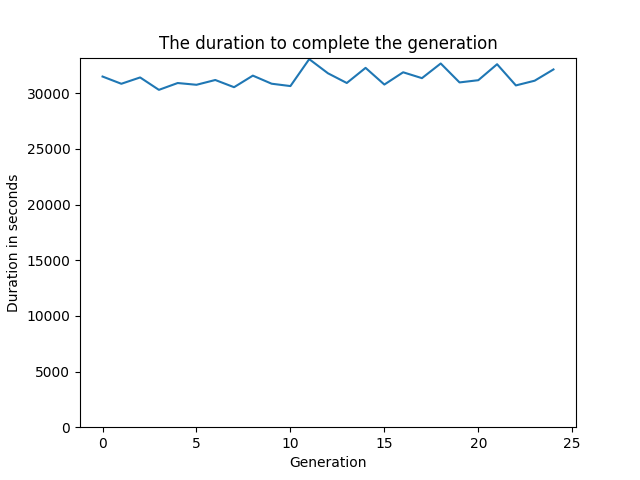 The duration to complete the generation
30000
25000
20000
15000
10000
5000
0
Duration in seconds
0 5 10 15 20 25
Generation